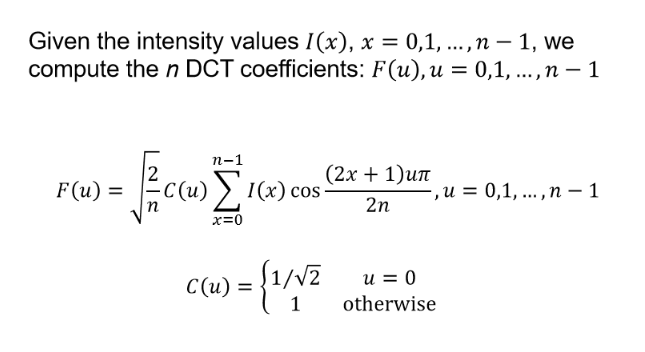 Given the intensity values I(x), x = 0,1, ..., n − 1, we
compute the n DCT coefficients: F(u), u = 0,1, ..., n − 1
F(u) = √(2/n) C(u) ∑_{x=0}^{n−1} I(x) cos (2x + 1)uπ / 2n , u = 0,1, ..., n − 1
C(u) = { 1/√2 u = 0
1 otherwise